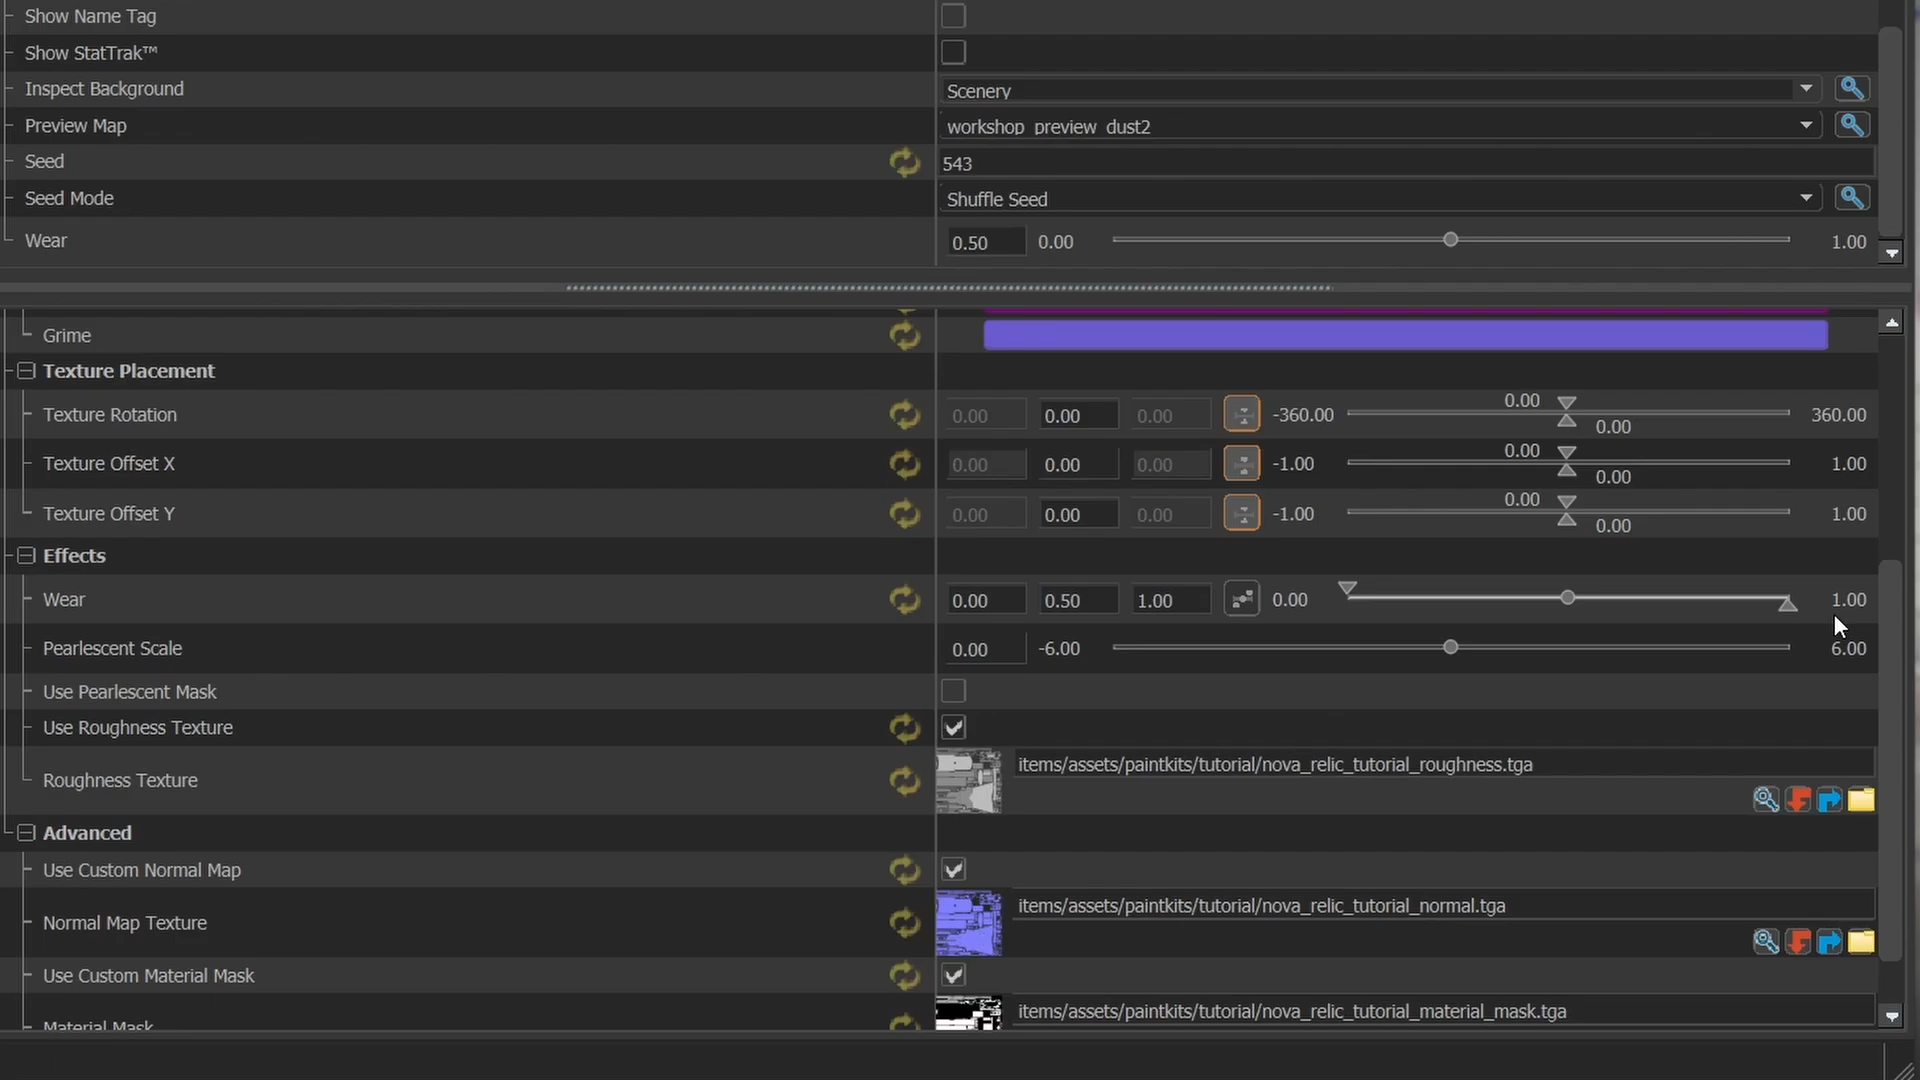 Show Name Tag
Show StatTrak™
Inspect Background Scenery
Preview Map workshop_preview_dust2
Seed 543
Seed Mode Shuffle Seed
Wear 0.50 0.00 1.00
Grime
Texture Placement
Texture Rotation 0.00 0.00 0.00 -360.00 0.00 0.00 360.00
Texture Offset X 0.00 0.00 0.00 -1.00 0.00 0.00 1.00
Texture Offset Y 0.00 0.00 0.00 -1.00 0.00 0.00 1.00
Effects
Wear 0.00 0.50 1.00 0.00 1.00
Pearlescent Scale 0.00 -6.00 6.00
Use Pearlescent Mask
Use Roughness Texture
Roughness Texture items/assets/paintkits/tutorial/nova_relic_tutorial_roughness.tga
Advanced
Use Custom Normal Map
Normal Map Texture items/assets/paintkits/tutorial/nova_relic_tutorial_normal.tga
Use Custom Material Mask
Material Mask items/assets/paintkits/tutorial/nova_relic_tutorial_material_mask.tga